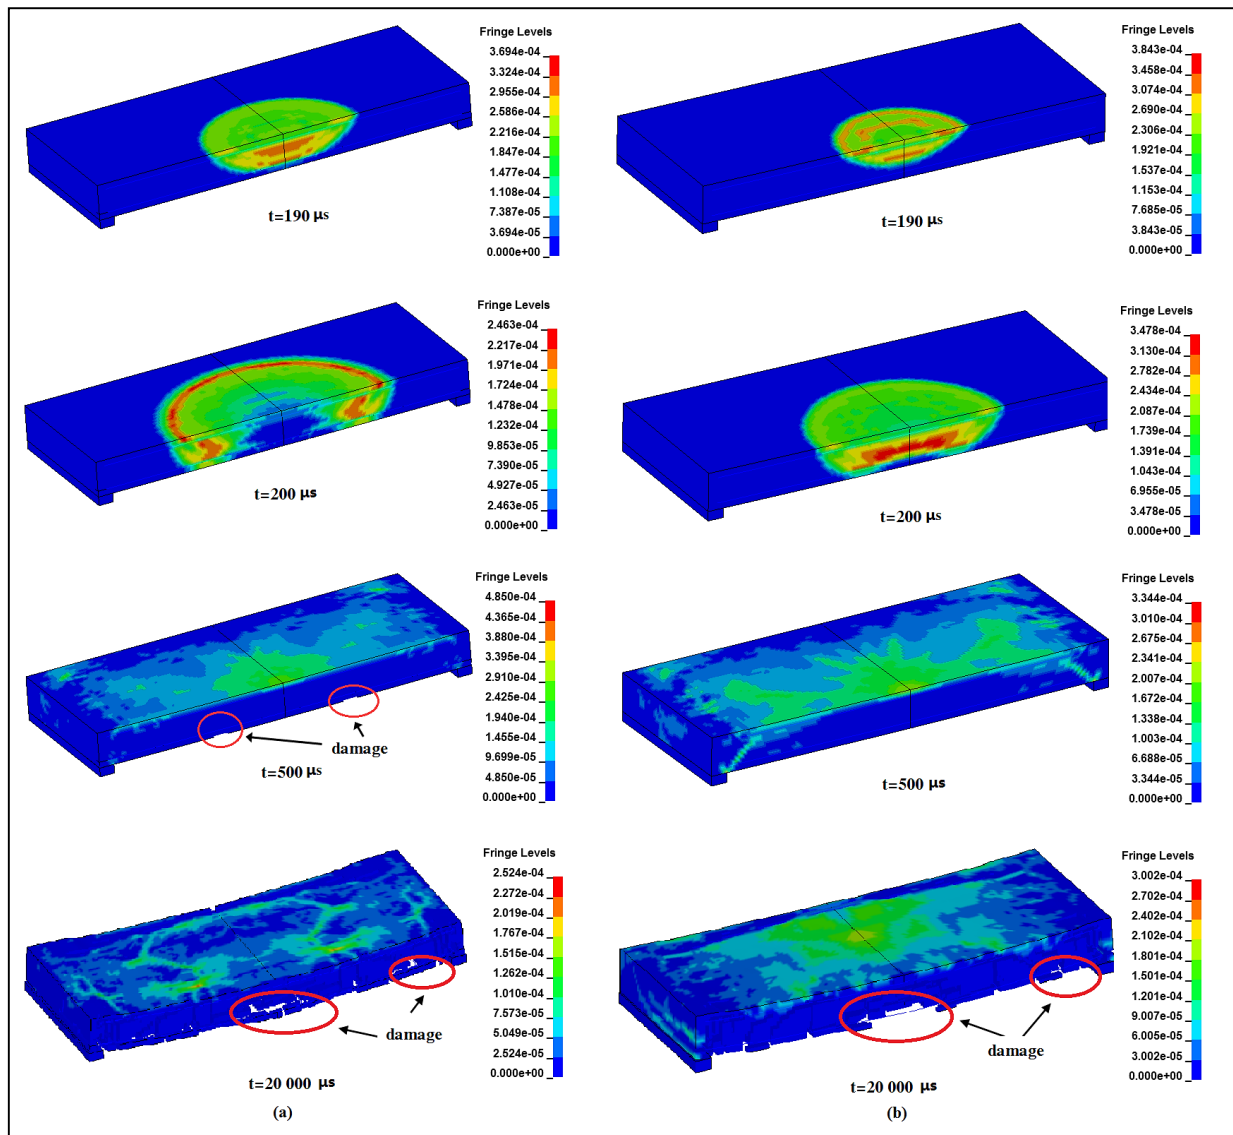 Fringe Levels
3.694e-04
3.324e-04
2.955e-04
2.586e-04
2.216e-04
1.847e-04
1.477e-04
1.108e-04
7.387e-05
3.694e-05
0.000e+00
t=190 µs
Fringe Levels
3.843e-04
3.458e-04
3.074e-04
2.690e-04
2.306e-04
1.921e-04
1.537e-04
1.153e-04
7.685e-05
3.843e-05
0.000e+00
t=190 µs
Fringe Levels
2.463e-04
2.217e-04
1.971e-04
1.724e-04
1.478e-04
1.232e-04
9.853e-05
7.390e-05
4.927e-05
2.463e-05
0.000e+00
t=200 µs
Fringe Levels
3.478e-04
3.130e-04
2.782e-04
2.434e-04
2.087e-04
1.739e-04
1.391e-04
1.043e-04
6.955e-05
3.478e-05
0.000e+00
t=200 µs
Fringe Levels
4.850e-04
4.365e-04
3.880e-04
3.395e-04
2.910e-04
2.425e-04
1.940e-04
1.455e-04
9.699e-05
4.850e-05
0.000e+00
damage
t=500 µs
Fringe Levels
3.344e-04
3.010e-04
2.675e-04
2.341e-04
2.007e-04
1.672e-04
1.338e-04
1.003e-04
6.688e-05
3.344e-05
0.000e+00
t=500 µs
Fringe Levels
2.524e-04
2.272e-04
2.019e-04
1.767e-04
1.515e-04
1.262e-04
1.010e-04
7.573e-05
5.049e-05
2.524e-05
0.000e+00
damage
t=20 000 µs
(a)
Fringe Levels
3.002e-04
2.702e-04
2.402e-04
2.102e-04
1.801e-04
1.501e-04
1.201e-04
9.007e-05
6.005e-05
3.002e-05
0.000e+00
damage
t=20 000 µs
(b)